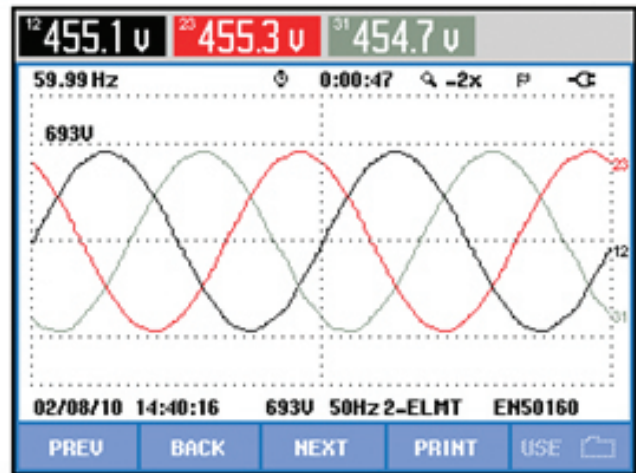 12 455.1 V 23 455.3 V 31 454.7 V
59.99 Hz 0:00:47 -2x P
693V
23
12
31
02/08/10 14:40:16 693V 50Hz 2-ELMT EN50160
PREV BACK NEXT PRINT USE